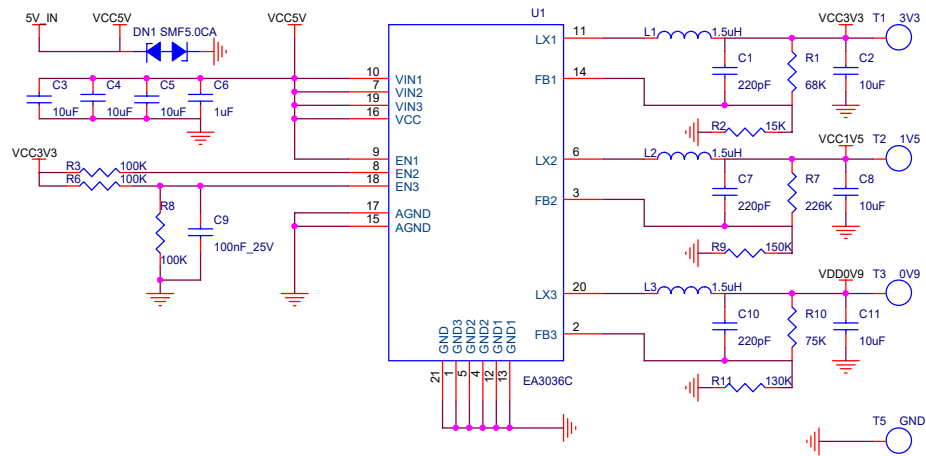 5V_IN
VCC5V
DN1 SMF5.0CA
VCC5V
C3
10uF
C4
10uF
C5
10uF
C6
1uF
VCC3V3
R3
100K
R6
100K
R8
100K
C9
100nF_25V
U1
10 VIN1
7 VIN2
19 VIN3
16 VCC
9 EN1
8 EN2
18 EN3
17 AGND
15 AGND
LX1 11
FB1 14
LX2 6
FB2 3
LX3 20
FB3 2
GND GND3 GND2 GND2 GND1 GND1
21 1 5 4 12 13
EA3036C
L1 1.5uH
C1
220pF
R1
68K
C2
10uF
R2 15K
VCC3V3
T1 3V3
L2 1.5uH
C7
220pF
R7
226K
C8
10uF
R9 150K
VCC1V5
T2 1V5
L3 1.5uH
C10
220pF
R10
75K
C11
10uF
R11 130K
VDD0V9
T3 0V9
T5 GND